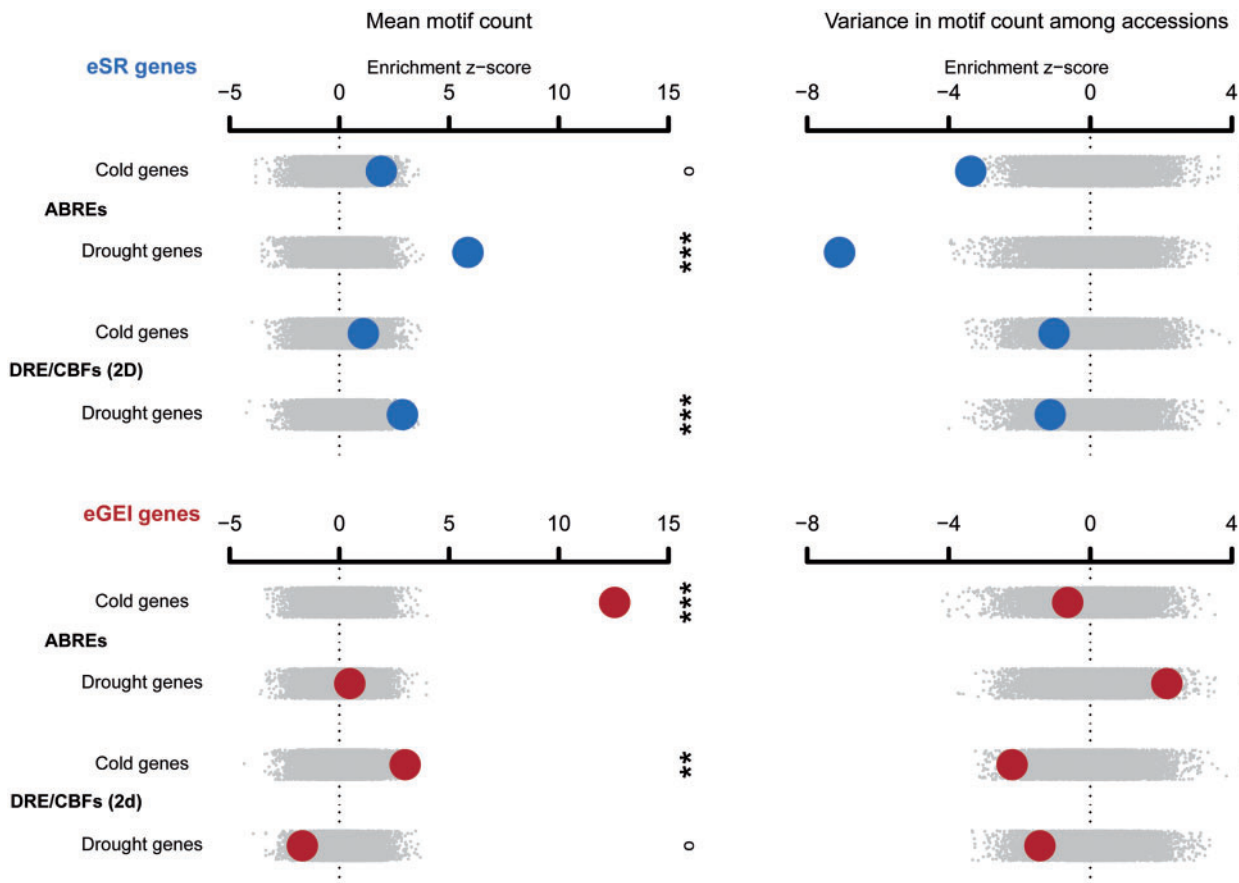 Mean motif count
Variance in motif count among accessions
eSR genes
Enrichment z−score
Enrichment z−score
−5 0 5 10 15
−8 −4 0 4
Cold genes
o
ABREs
Drought genes
***
Cold genes
DRE/CBFs (2D)
Drought genes
***
eGEI genes
−5 0 5 10 15
−8 −4 0 4
Cold genes
***
ABREs
Drought genes
Cold genes
**
DRE/CBFs (2d)
Drought genes
o